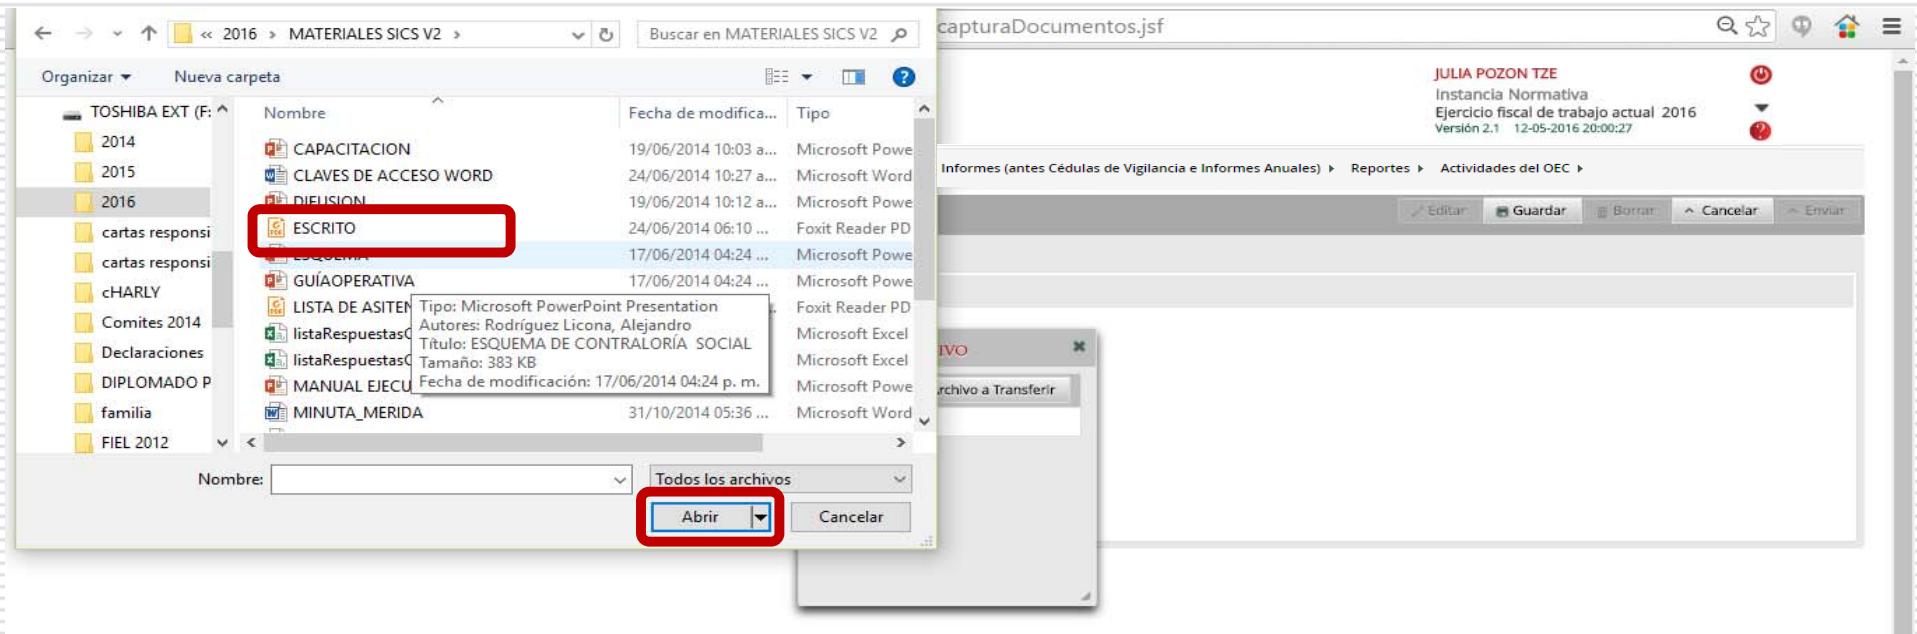 « 2016 › MATERIALES SICS V2 ›
Buscar en MATERIALES SICS V2
capturaDocumentos.jsf
Organizar
Nueva carpeta
JULIA POZON TZE
Instancia Normativa
Ejercicio fiscal de trabajo actual 2016
Versión 2.1 12-05-2016 20:00:27
Informes (antes Cédulas de Vigilancia e Informes Anuales)
Reportes
Actividades del OEC
Editar
Guardar
Borrar
Cancelar
Enviar
TOSHIBA EXT (F:
2014
2015
2016
cartas responsi
cartas responsi
cHARLY
Comites 2014
Declaraciones
DIPLOMADO P
familia
FIEL 2012
Nombre Fecha de modifica... Tipo
CAPACITACION 19/06/2014 10:03 a... Microsoft Powe
CLAVES DE ACCESO WORD 24/06/2014 10:27 a... Microsoft Word
DIFUSION 19/06/2014 10:12 a... Microsoft Powe
ESCRITO 24/06/2014 06:10 ... Foxit Reader PD
ESQUEMA 17/06/2014 04:24 ... Microsoft Powe
GUÍAOPERATIVA 17/06/2014 04:24 ... Microsoft Powe
LISTA DE ASITEN Foxit Reader PD
listaRespuestasC Microsoft Excel
listaRespuestasC Microsoft Excel
MANUAL EJECU Microsoft Powe
MINUTA_MERIDA 31/10/2014 05:36 ... Microsoft Word
Tipo: Microsoft PowerPoint Presentation
Autores: Rodríguez Licona, Alejandro
Título: ESQUEMA DE CONTRALORÍA SOCIAL
Tamaño: 383 KB
Fecha de modificación: 17/06/2014 04:24 p. m.
IVO
rchivo a Transferir
Nombre:
Todos los archivos
Abrir
Cancelar